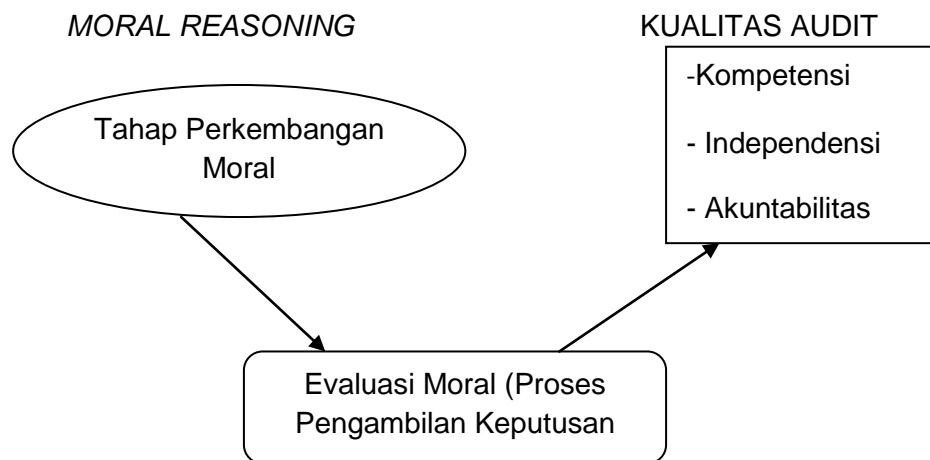 MORAL REASONING
KUALITAS AUDIT
Tahap Perkembangan
Moral
-Kompetensi
- Independensi
- Akuntabilitas
Evaluasi Moral (Proses
Pengambilan Keputusan